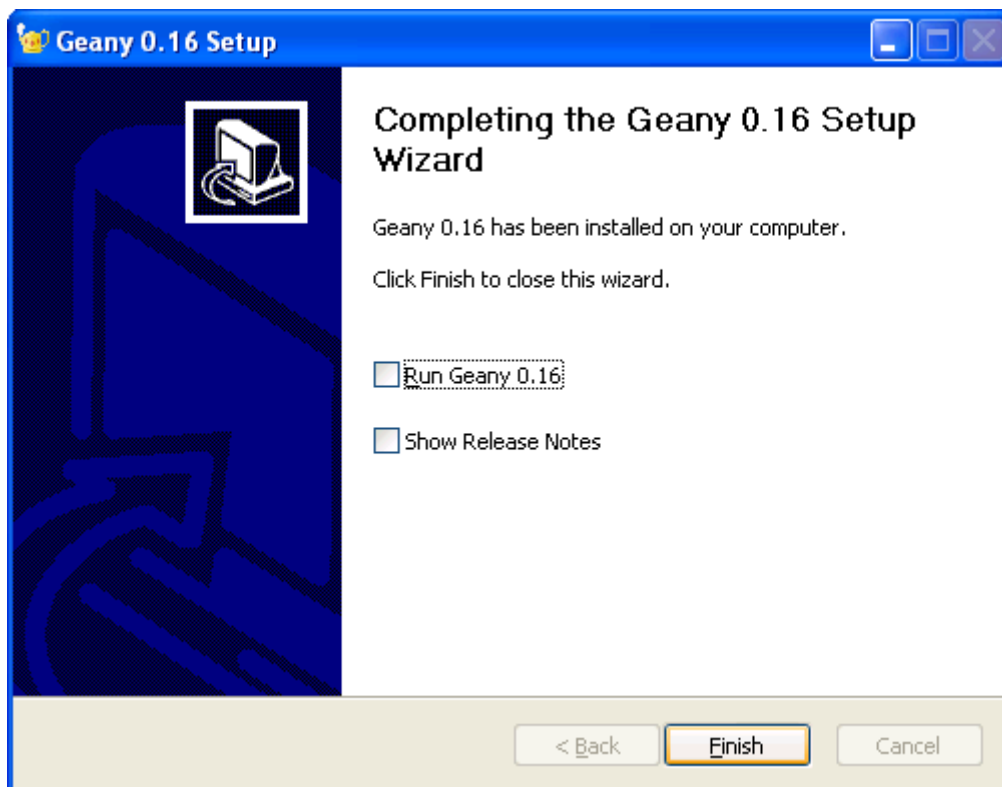 Geany 0.16 Setup
Completing the Geany 0.16 Setup
Wizard
Geany 0.16 has been installed on your computer.
Click Finish to close this wizard.
Run Geany 0.16
Show Release Notes
< Back
Finish
Cancel